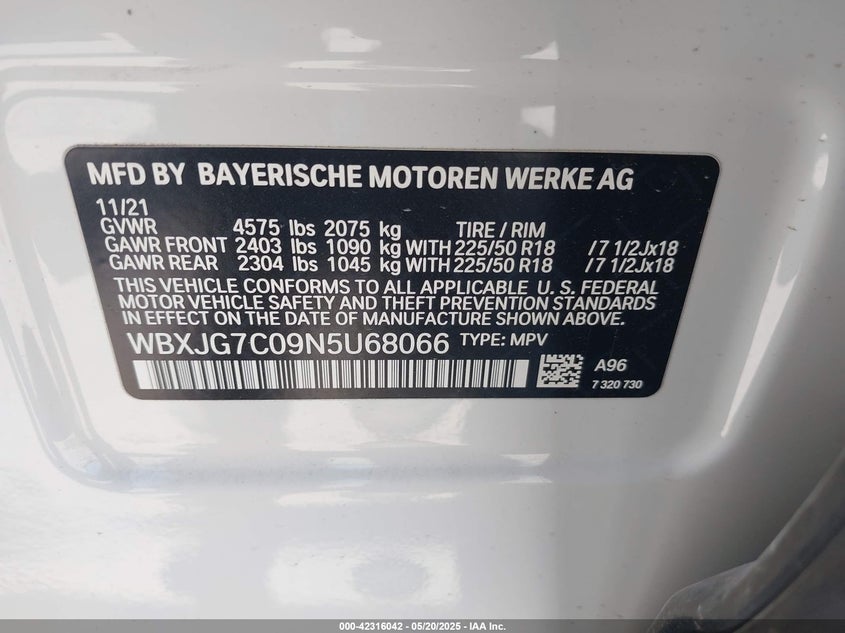 MFD BY BAYERISCHE MOTOREN WERKE AG
11/21
GVWR 4575 lbs 2075 kg TIRE / RIM
GAWR FRONT 2403 lbs 1090 kg WITH 225/50 R18 / 7 1/2Jx18
GAWR REAR 2304 lbs 1045 kg WITH 225/50 R18 / 7 1/2Jx18
THIS VEHICLE CONFORMS TO ALL APPLICABLE U. S. FEDERAL
MOTOR VEHICLE SAFETY AND THEFT PREVENTION STANDARDS
IN EFFECT ON THE DATE OF MANUFACTURE SHOWN ABOVE.
WBXJG7C09N5U68066 TYPE: MPV
A96
7 320 730
000-42316042 — 05/20/2025 — IAA Inc.